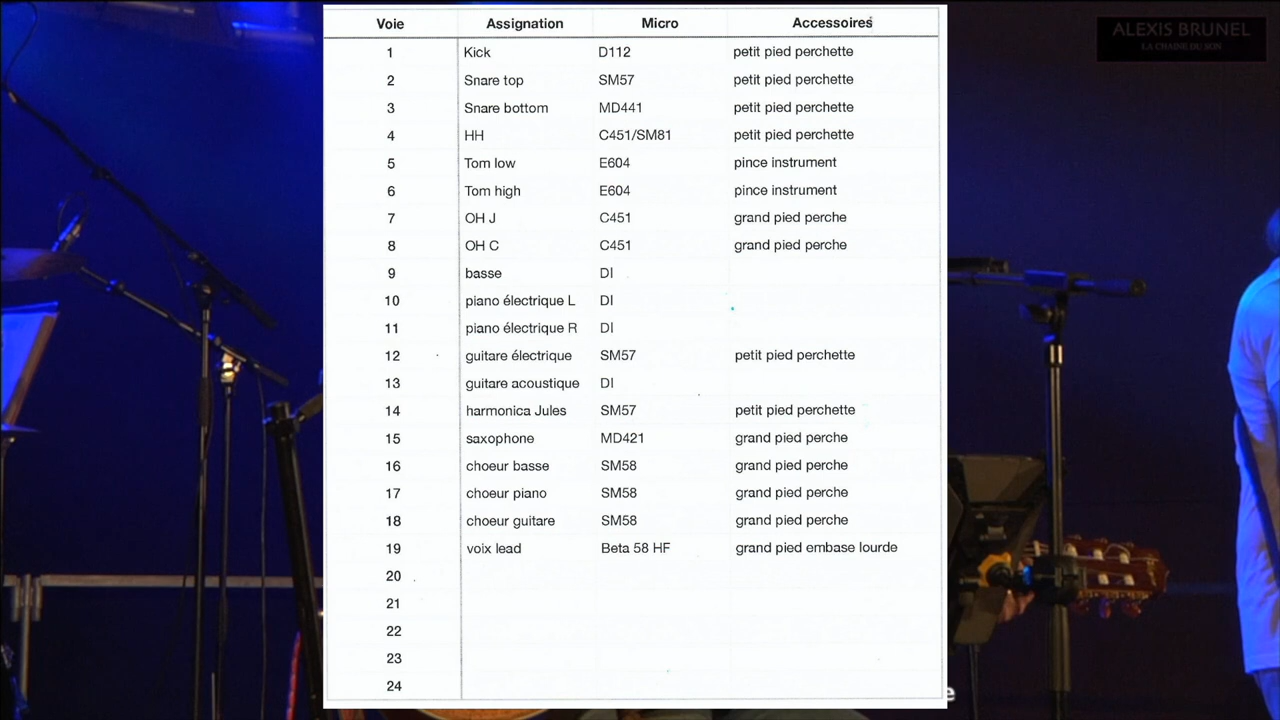 Voie Assignation Micro Accessoires
1 Kick D112 petit pied perchette
2 Snare top SM57 petit pied perchette
3 Snare bottom MD441 petit pied perchette
4 HH C451/SM81 petit pied perchette
5 Tom low E604 pince instrument
6 Tom high E604 pince instrument
7 OH J C451 grand pied perche
8 OH C C451 grand pied perche
9 basse DI
10 piano électrique L DI
11 piano électrique R DI
12 guitare électrique SM57 petit pied perchette
13 guitare acoustique DI
14 harmonica Jules SM57 petit pied perchette
15 saxophone MD421 grand pied perche
16 choeur basse SM58 grand pied perche
17 choeur piano SM58 grand pied perche
18 choeur guitare SM58 grand pied perche
19 voix lead Beta 58 HF grand pied embase lourde
20
21
22
23
24
ALEXIS BRUNEL
LA CHAINE DU SON